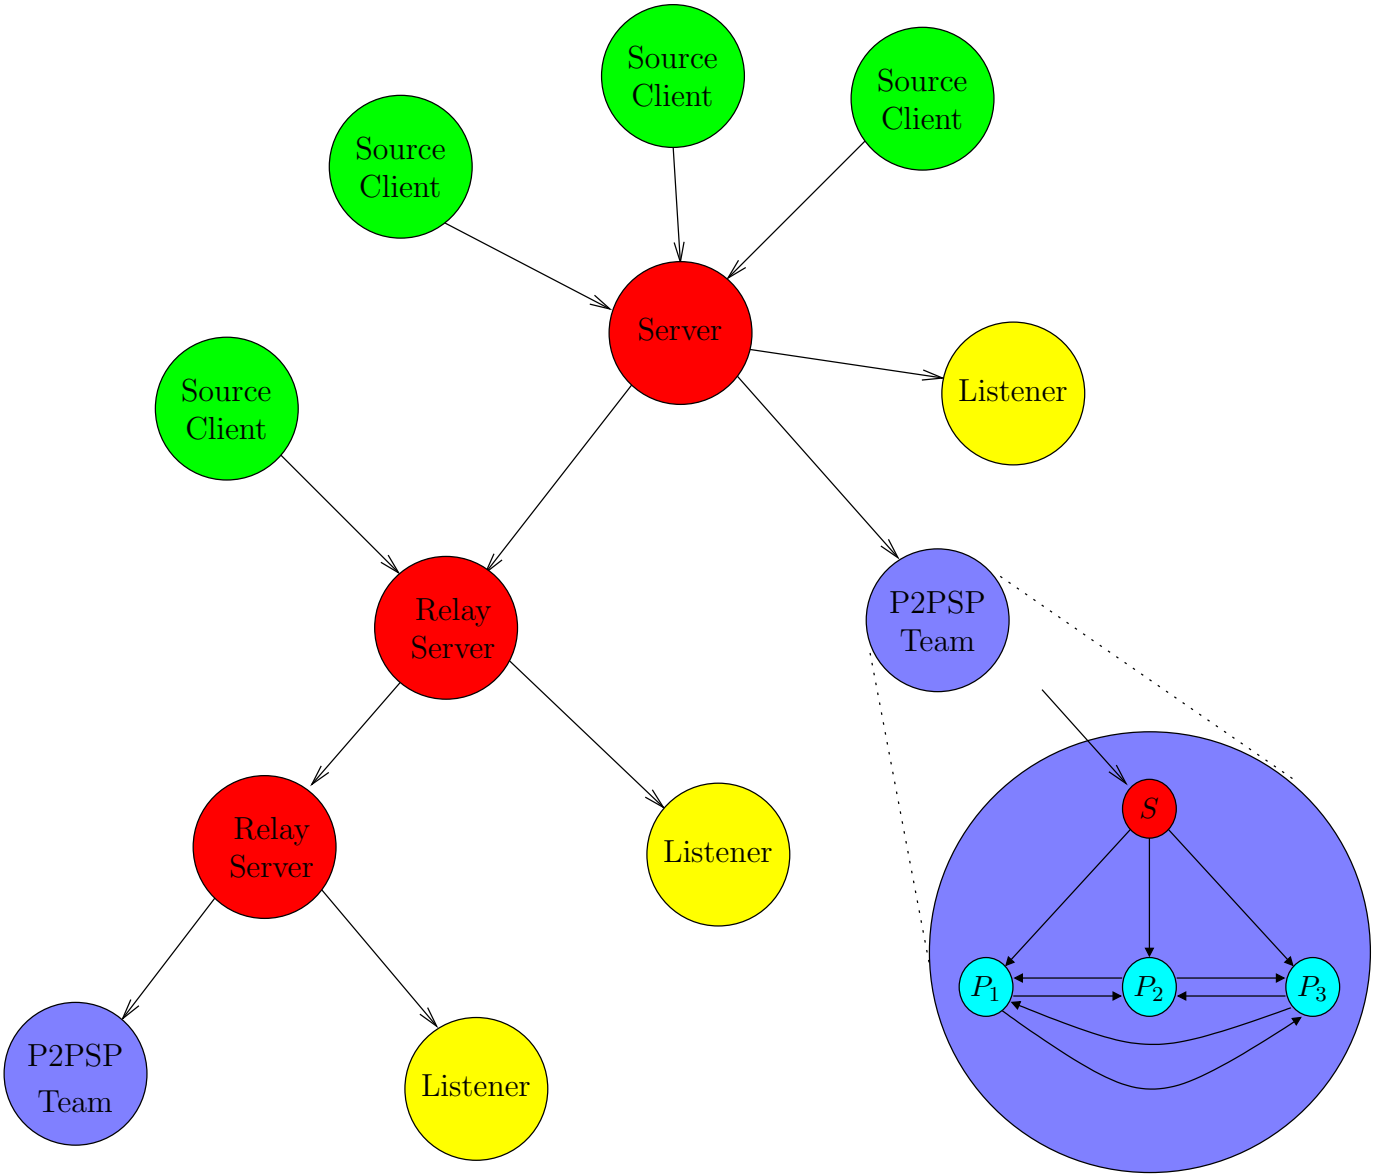 Source
Client
Source
Client
Source
Client
Server
Source
Client
Listener
Relay
Server
P2PSP
Team
Relay
Server
Listener
S
P₁
P₂
P₃
P2PSP
Team
Listener